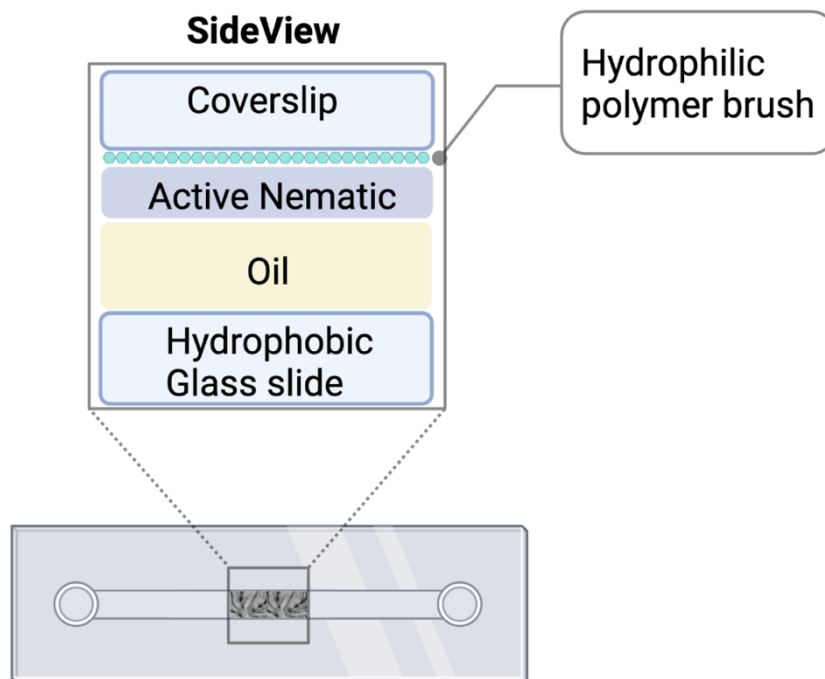 SideView
Coverslip
Hydrophilic
polymer brush
Active Nematic
Oil
Hydrophobic
Glass slide